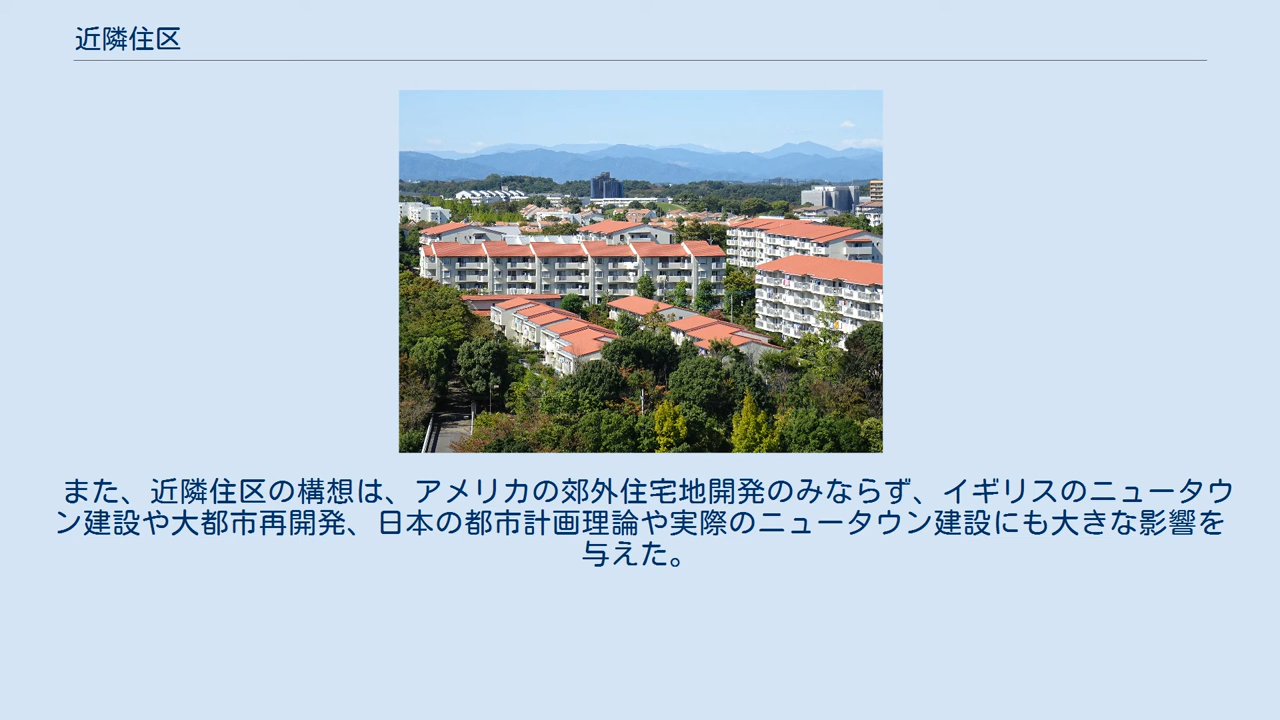 近隣住区
また、近隣住区の構想は、アメリカの郊外住宅地開発のみならず、イギリスのニュータウ
ン建設や大都市再開発、日本の都市計画理論や実際のニュータウン建設にも大きな影響を
与えた。